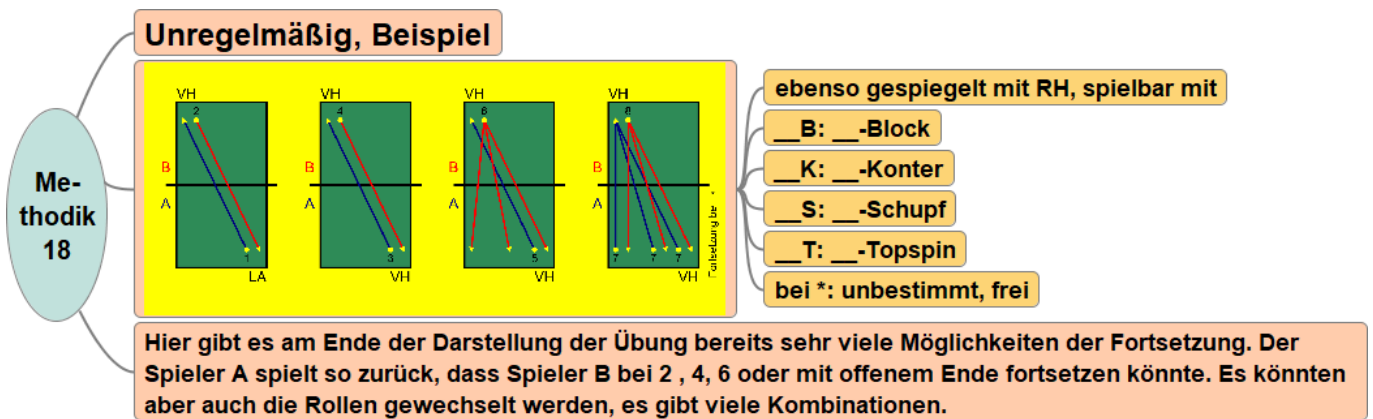 Me-
thodik
18
Unregelmäßig, Beispiel
VH
2
B
A
1
LA
VH
4
B
A
3
VH
VH
6
B
A
5
VH
VH
8
B
A
7
7
7
VH
Fortsetzung bei *
ebenso gespiegelt mit RH, spielbar mit
__B: __-Block
__K: __-Konter
__S: __-Schupf
__T: __-Topspin
bei *: unbestimmt, frei
Hier gibt es am Ende der Darstellung der Übung bereits sehr viele Möglichkeiten der Fortsetzung. Der
Spieler A spielt so zurück, dass Spieler B bei 2 , 4, 6 oder mit offenem Ende fortsetzen könnte. Es könnten
aber auch die Rollen gewechselt werden, es gibt viele Kombinationen.